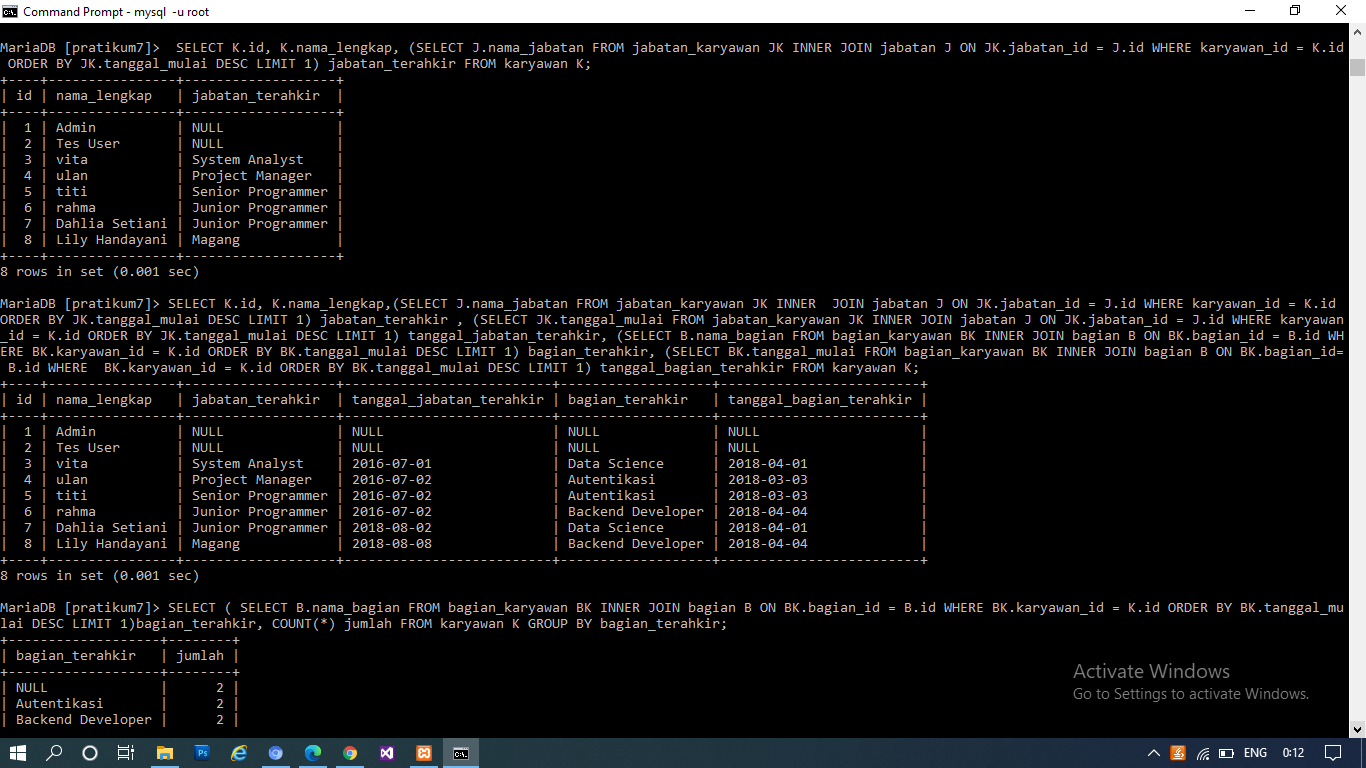 Command Prompt - mysql  -u root
MariaDB [pratikum7]>  SELECT K.id, K.nama_lengkap, (SELECT J.nama_jabatan FROM jabatan_karyawan JK INNER JOIN jabatan J ON JK.jabatan_id = J.id WHERE karyawan_id = K.id
 ORDER BY JK.tanggal_mulai DESC LIMIT 1) jabatan_terahkir FROM karyawan K;
+----+----------------+-------------------+
| id | nama_lengkap   | jabatan_terahkir  |
+----+----------------+-------------------+
|  1 | Admin          | NULL              |
|  2 | Tes User       | NULL              |
|  3 | vita           | System Analyst    |
|  4 | ulan           | Project Manager   |
|  5 | titi           | Senior Programmer |
|  6 | rahma          | Junior Programmer |
|  7 | Dahlia Setiani | Junior Programmer |
|  8 | Lily Handayani | Magang            |
+----+----------------+-------------------+
8 rows in set (0.001 sec)
MariaDB [pratikum7]> SELECT K.id, K.nama_lengkap,(SELECT J.nama_jabatan FROM jabatan_karyawan JK INNER  JOIN jabatan J ON JK.jabatan_id = J.id WHERE karyawan_id = K.id
ORDER BY JK.tanggal_mulai DESC LIMIT 1) jabatan_terahkir , (SELECT JK.tanggal_mulai FROM jabatan_karyawan JK INNER JOIN jabatan J ON JK.jabatan_id = J.id WHERE karyawan
_id = K.id ORDER BY JK.tanggal_mulai DESC LIMIT 1) tanggal_jabatan_terahkir, (SELECT B.nama_bagian FROM bagian_karyawan BK INNER JOIN bagian B ON BK.bagian_id = B.id WH
ERE BK.karyawan_id = K.id ORDER BY BK.tanggal_mulai DESC LIMIT 1) bagian_terahkir, (SELECT BK.tanggal_mulai FROM bagian_karyawan BK INNER JOIN bagian B ON BK.bagian_id=
 B.id WHERE  BK.karyawan_id = K.id ORDER BY BK.tanggal_mulai DESC LIMIT 1) tanggal_bagian_terahkir FROM karyawan K;
+----+----------------+-------------------+--------------------------+-------------------+-------------------------+
| id | nama_lengkap   | jabatan_terahkir  | tanggal_jabatan_terahkir | bagian_terahkir   | tanggal_bagian_terahkir |
+----+----------------+-------------------+--------------------------+-------------------+-------------------------+
|  1 | Admin          | NULL              | NULL                     | NULL              | NULL                    |
|  2 | Tes User       | NULL              | NULL                     | NULL              | NULL                    |
|  3 | vita           | System Analyst    | 2016-07-01               | Data Science      | 2018-04-01              |
|  4 | ulan           | Project Manager   | 2016-07-02               | Autentikasi       | 2018-03-03              |
|  5 | titi           | Senior Programmer | 2016-07-02               | Autentikasi       | 2018-03-03              |
|  6 | rahma          | Junior Programmer | 2016-07-02               | Backend Developer | 2018-04-04              |
|  7 | Dahlia Setiani | Junior Programmer | 2018-08-02               | Data Science      | 2018-04-01              |
|  8 | Lily Handayani | Magang            | 2018-08-08               | Backend Developer | 2018-04-04              |
+----+----------------+-------------------+--------------------------+-------------------+-------------------------+
8 rows in set (0.001 sec)
MariaDB [pratikum7]> SELECT ( SELECT B.nama_bagian FROM bagian_karyawan BK INNER JOIN bagian B ON BK.bagian_id = B.id WHERE BK.karyawan_id = K.id ORDER BY BK.tanggal_mu
lai DESC LIMIT 1)bagian_terahkir, COUNT(*) jumlah FROM karyawan K GROUP BY bagian_terahkir;
+-------------------+--------+
| bagian_terahkir   | jumlah |
+-------------------+--------+
| NULL              |      2 |
| Autentikasi       |      2 |
| Backend Developer |      2 |
Activate Windows
Go to Settings to activate Windows.
Ps
ENG
0:12